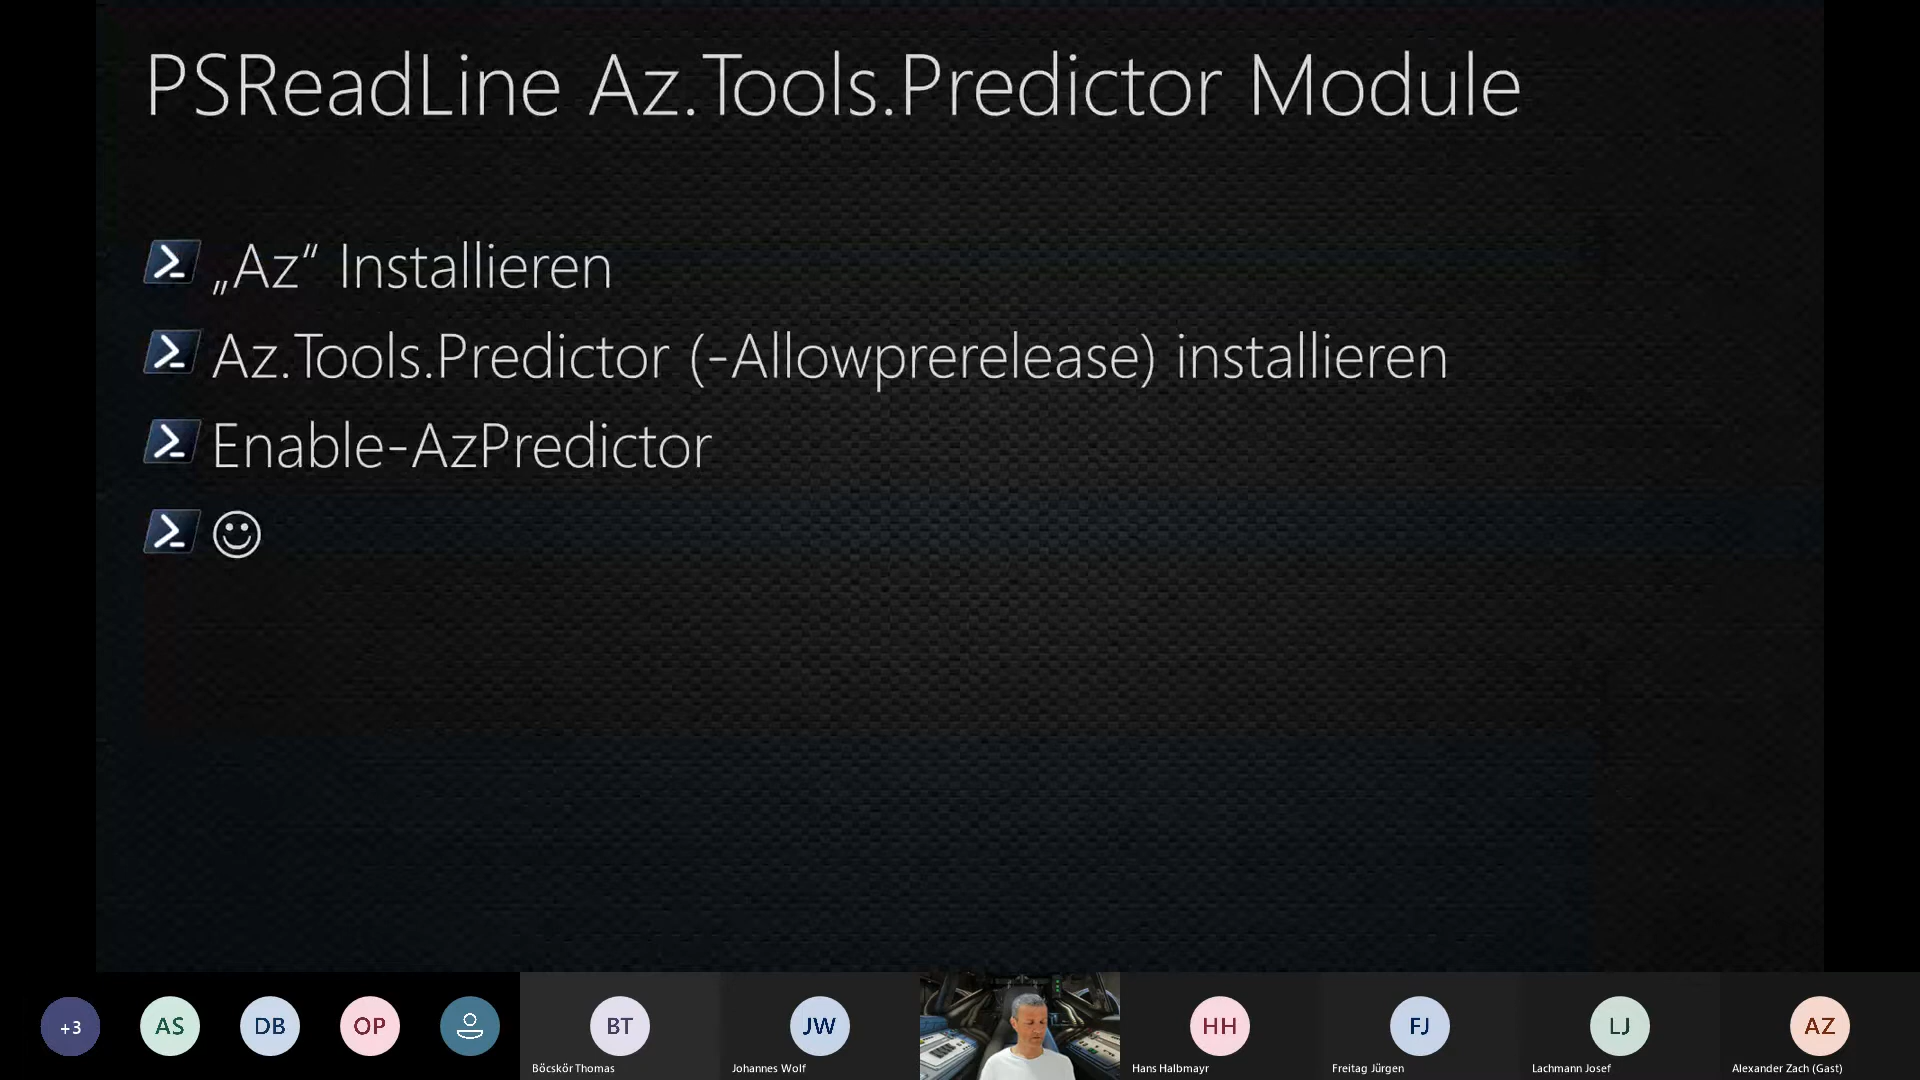 PSReadLine Az.Tools.Predictor Module
„Az“ Installieren
Az.Tools.Predictor (-Allowprerelease) installieren
Enable-AzPredictor
☺
+3
AS
DB
OP
BT
JW
HH
FJ
LJ
AZ
Böcskör Thomas
Johannes Wolf
Hans Halbmayr
Freitag Jürgen
Lachmann Josef
Alexander Zach (Gast)